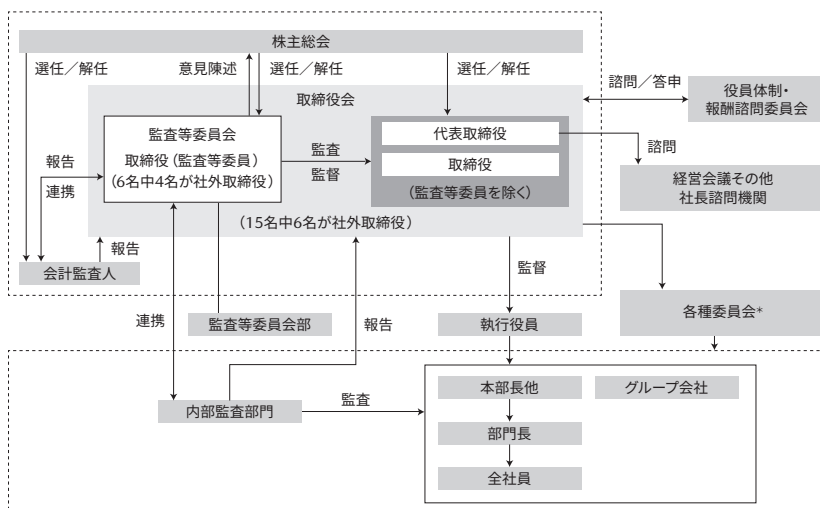 株主総会
選任／解任
意見陳述
選任／解任
選任／解任
諮問／答申
役員体制・
報酬諮問委員会
取締役会
監査等委員会
取締役（監査等委員）
（6名中4名が社外取締役）
監査
監督
代表取締役
取締役
（監査等委員を除く）
諮問
経営会議その他
社長諮問機関
報告
連携
（15名中6名が社外取締役）
報告
会計監査人
監督
連携
監査等委員会部
報告
執行役員
各種委員会*
内部監査部門
監査
本部長他
グループ会社
部門長
全社員